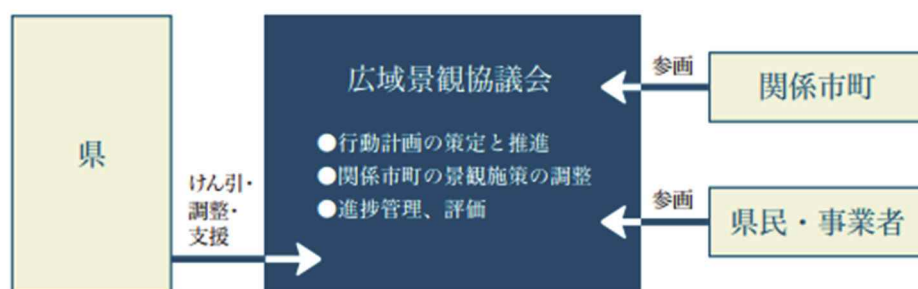 県
けん引・
調整・
支援
広域景観協議会
●行動計画の策定と推進
●関係市町の景観施策の調整
●進捗管理、評価
参画
関係市町
参画
県民・事業者